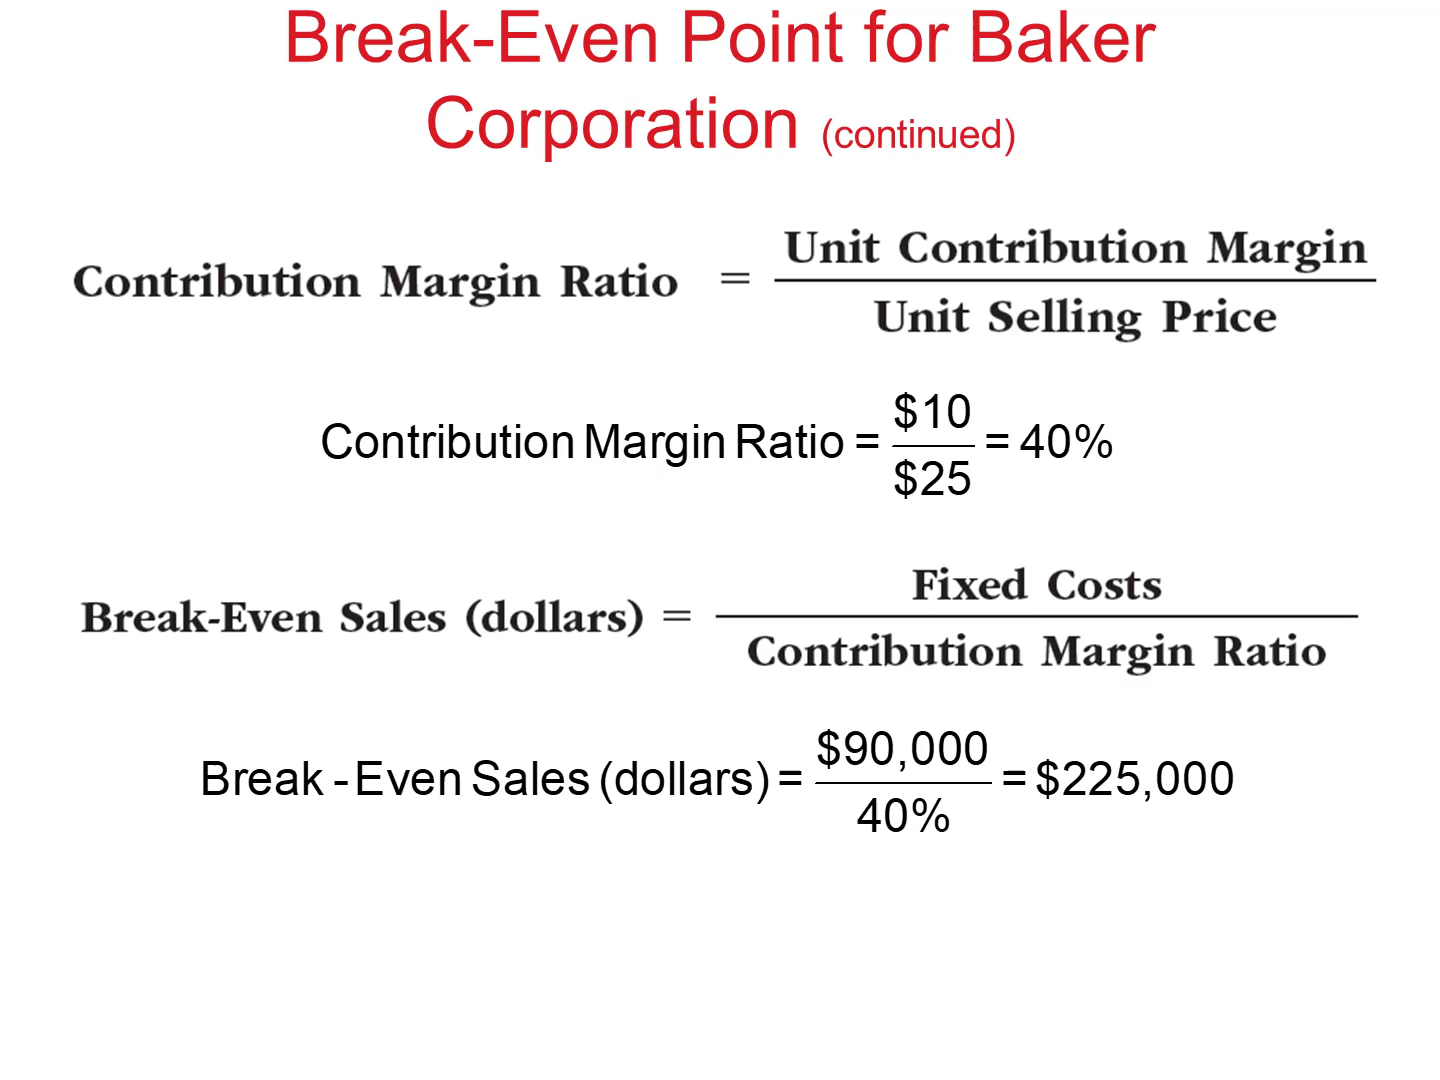 Break-Even Point for Baker
Corporation (continued)
Contribution Margin Ratio = Unit Contribution Margin
Unit Selling Price
Contribution Margin Ratio = $10 = 40%
$25
Break-Even Sales (dollars) = Fixed Costs
Contribution Margin Ratio
Break - Even Sales (dollars) = $90,000 = $225,000
40%